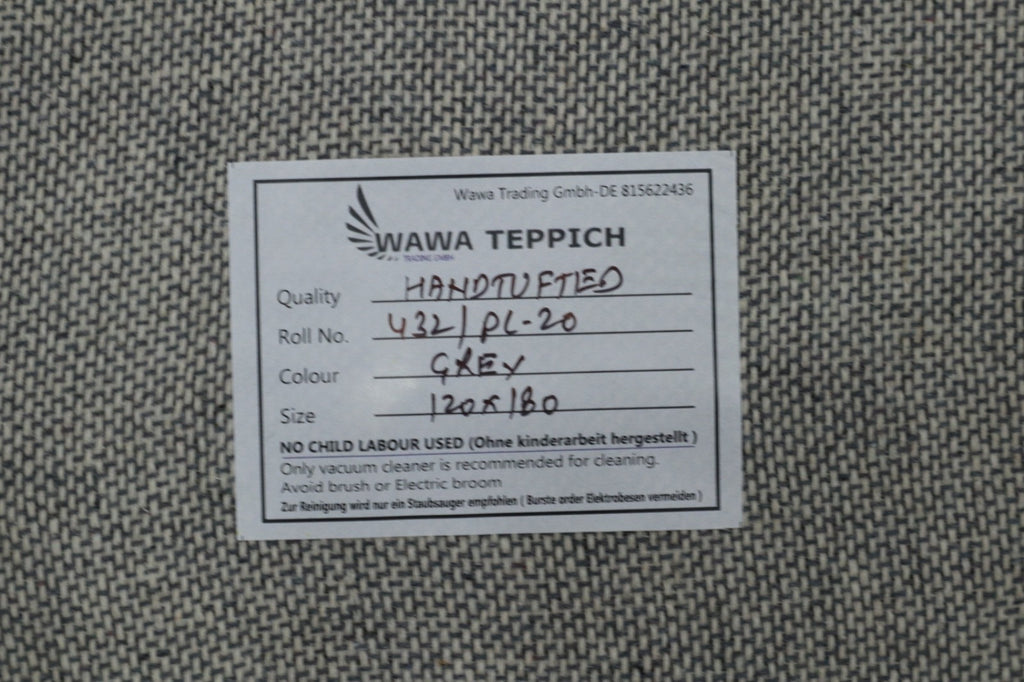 Wawa Trading Gmbh-DE 815622436
WAWA TEPPICH
TRADING GMBH
Quality HANDTUFTED
Roll No. 432/PL-20
Colour GREY
Size 120x180
NO CHILD LABOUR USED (Ohne kinderarbeit hergestellt )
Only vacuum cleaner is recommended for cleaning.
Avoid brush or Electric broom
Zur Reinigung wird nur ein Staubsauger empfohlen ( Burste order Elektrobesen vermeiden )